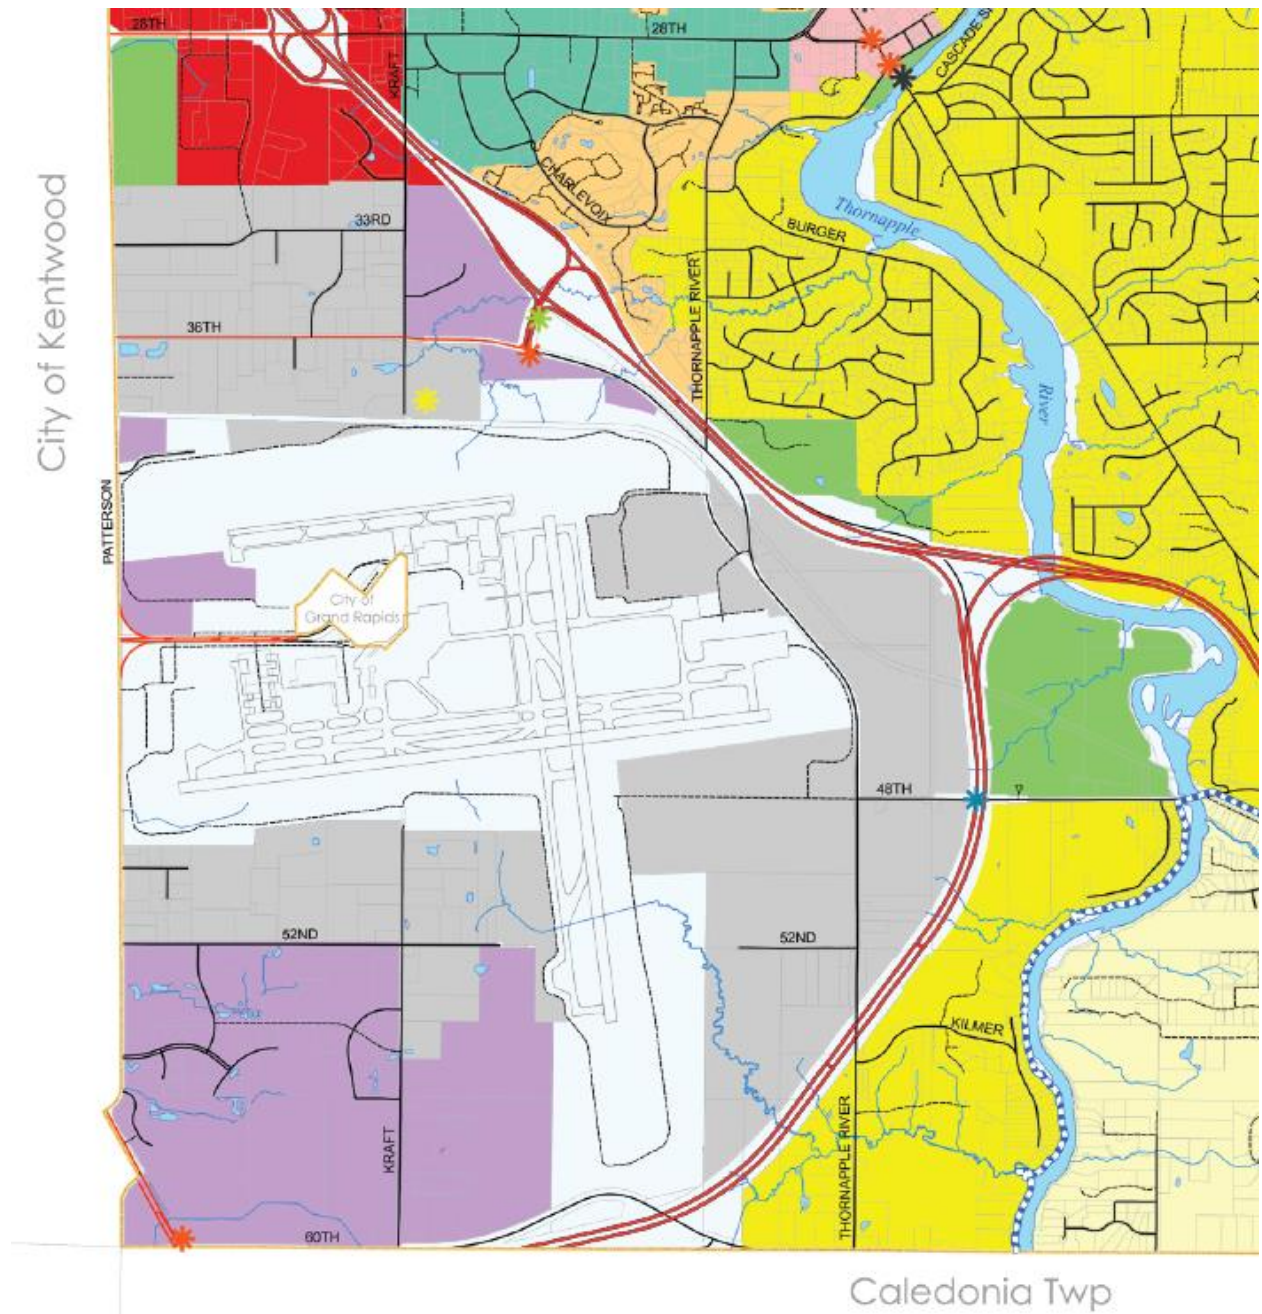 28TH
28TH
CASCADE
KRAFT
CHARLEVOIX
City of Kentwood
33RD
Thornapple
BURGER
THORNAPPLE RIVER
36TH
River
PATTERSON
City of
Grand Rapids
48TH
52ND
52ND
KILMER
KRAFT
THORNAPPLE RIVER
60TH
Caledonia Twp